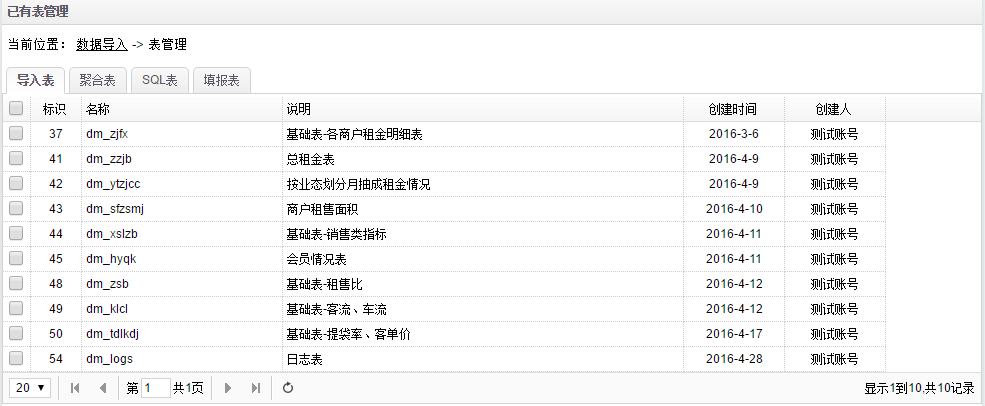 已有表管理
当前位置： 数据导入 -> 表管理
导入表 聚合表 SQL表 填报表
标识 名称 说明 创建时间 创建人
37 dm_zjfx 基础表-各商户租金明细表 2016-3-6 测试账号
41 dm_zzjb 总租金表 2016-4-9 测试账号
42 dm_ytzjcc 按业态划分月抽成租金情况 2016-4-9 测试账号
43 dm_sfzsmj 商户租售面积 2016-4-10 测试账号
44 dm_xslzb 基础表-销售类指标 2016-4-11 测试账号
45 dm_hyqk 会员情况表 2016-4-11 测试账号
48 dm_zsb 基础表-租售比 2016-4-12 测试账号
49 dm_klcl 基础表-客流、车流 2016-4-12 测试账号
50 dm_tdlkdj 基础表-提袋率、客单价 2016-4-17 测试账号
54 dm_logs 日志表 2016-4-28 测试账号
20 第 1 共1页 显示1到10,共10记录